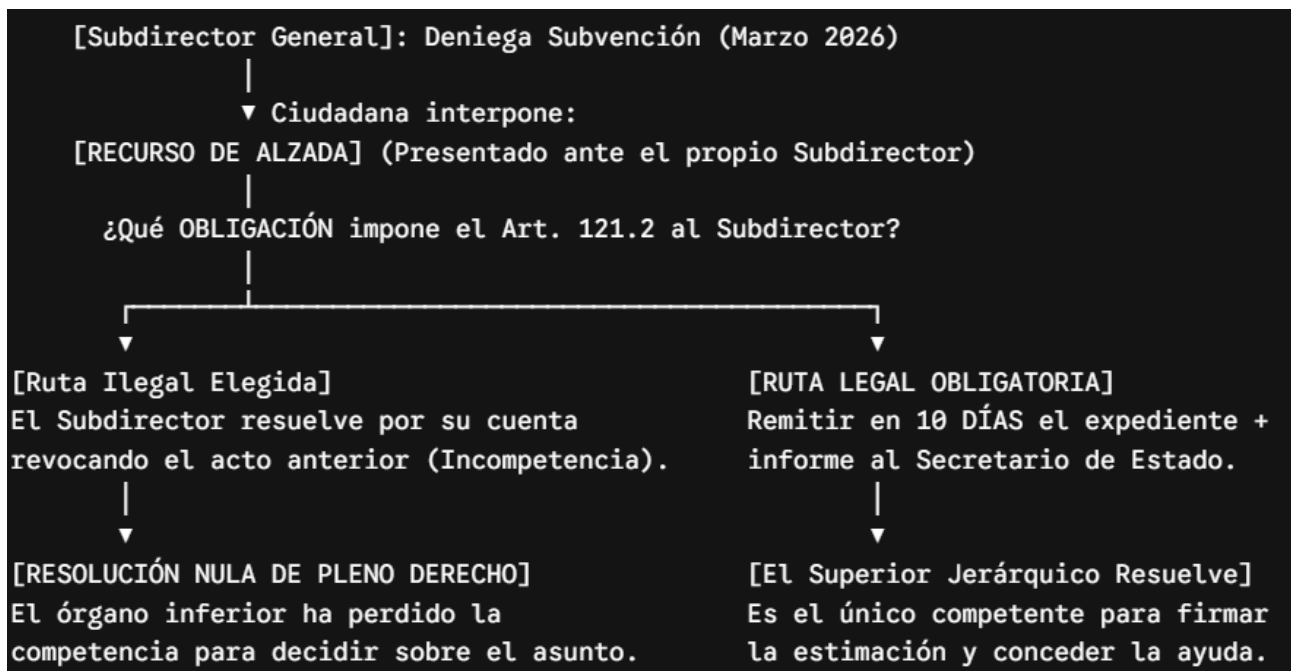 [Subdirector General]: Deniega Subvención (Marzo 2026)
▼ Ciudadana interpone:
[RECURSO DE ALZADA] (Presentado ante el propio Subdirector)
¿Qué OBLIGACIÓN impone el Art. 121.2 al Subdirector?
[Ruta Ilegal Elegida]
El Subdirector resuelve por su cuenta
revocando el acto anterior (Incompetencia).
[RESOLUCIÓN NULA DE PLENO DERECHO]
El órgano inferior ha perdido la
competencia para decidir sobre el asunto.
[RUTA LEGAL OBLIGATORIA]
Remitir en 10 DÍAS el expediente +
informe al Secretario de Estado.
[El Superior Jerárquico Resuelve]
Es el único competente para firmar
la estimación y conceder la ayuda.